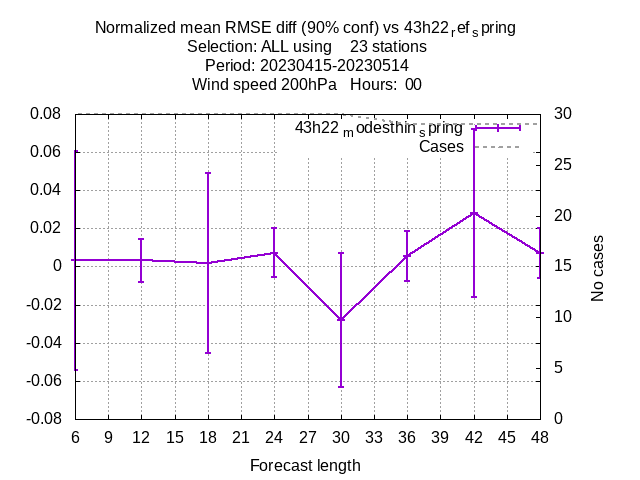 Normalized mean RMSE diff (90% conf) vs 43h22refspring
Selection: ALL using 23 stations
Period: 20230415-20230514
Wind speed 200hPa Hours: 00
43h22modesthinspring
Cases
0.08
0.06
0.04
0.02
0
-0.02
-0.04
-0.06
-0.08
30
25
20
15
10
5
0
No cases
6 9 12 15 18 21 24 27 30 33 36 39 42 45 48
Forecast length